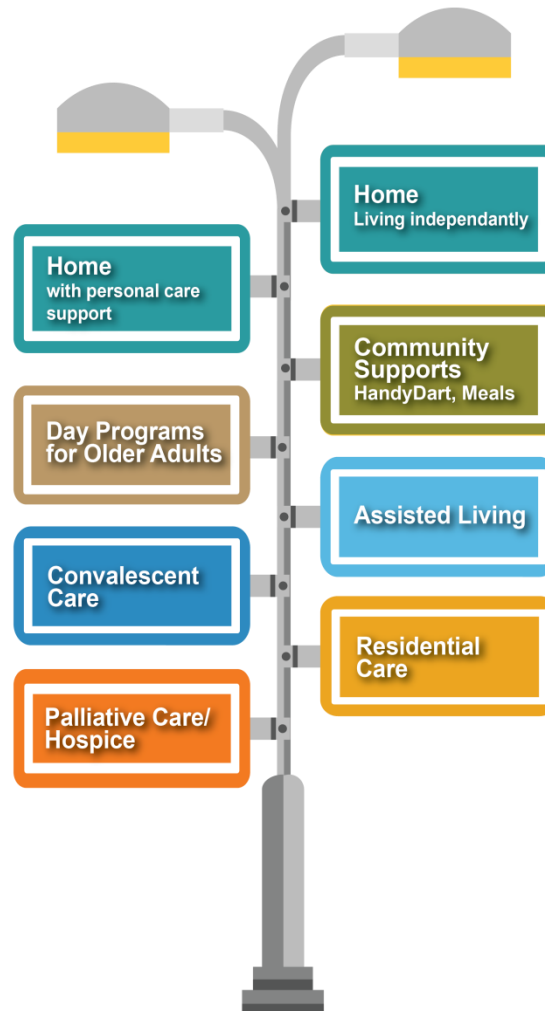 Home
Living independantly
Home
with personal care
support
Community
Supports
HandyDart, Meals
Day Programs
for Older Adults
Assisted Living
Convalescent
Care
Residential
Care
Palliative Care/
Hospice